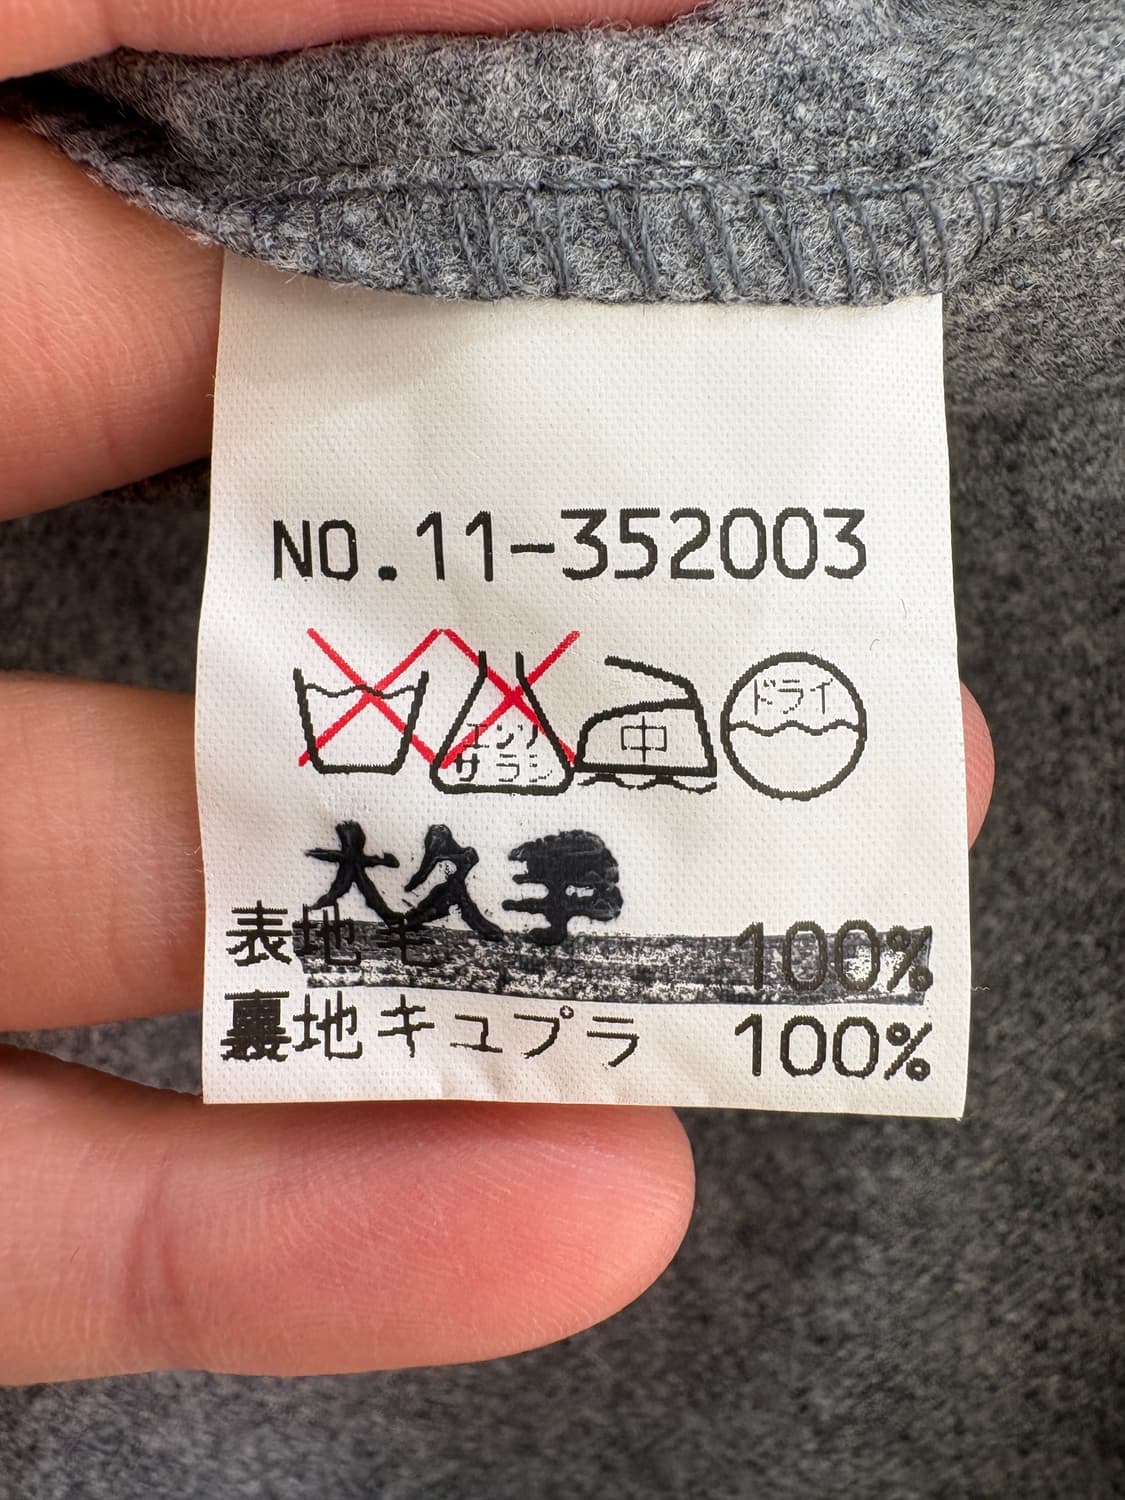 NO.11-352003
エンソ
サラシ
中
ドライ
大久手
表地毛 100%
裏地キュプラ 100%